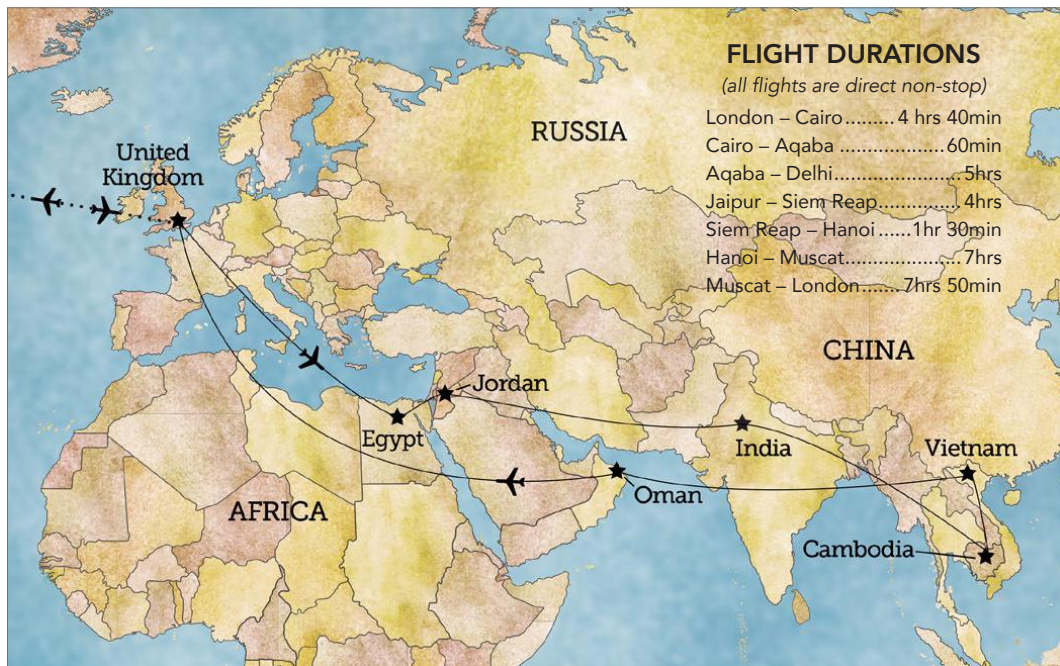 FLIGHT DURATIONS
(all flights are direct non-stop)
London – Cairo......... 4 hrs 40min
Cairo – Aqaba ................... 60min
Aqaba – Delhi.......................5hrs
Jaipur – Siem Reap..............4hrs
Siem Reap – Hanoi ......1hr 30min
Hanoi – Muscat....................7hrs
Muscat – London.......7hrs 50min
RUSSIA
United
Kingdom
CHINA
Jordan
Egypt
India
Vietnam
Oman
AFRICA
Cambodia